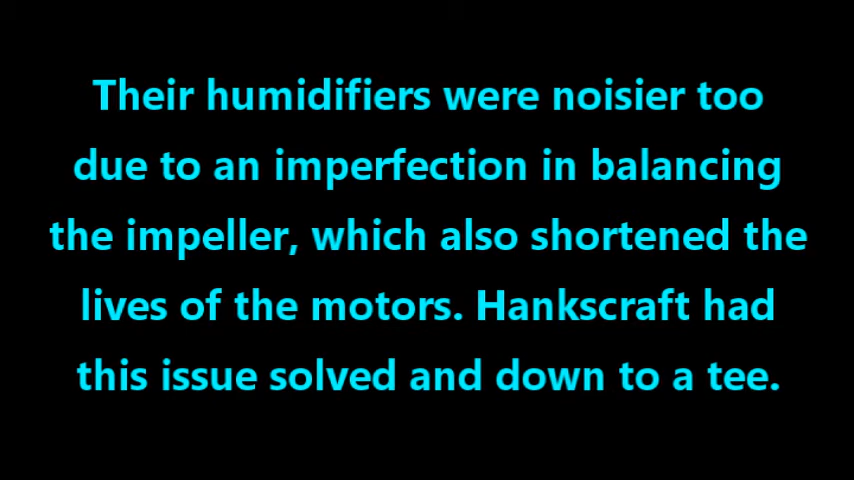 Their humidifiers were noisier too
due to an imperfection in balancing
the impeller, which also shortened the
lives of the motors. Hankscraft had
this issue solved and down to a tee.